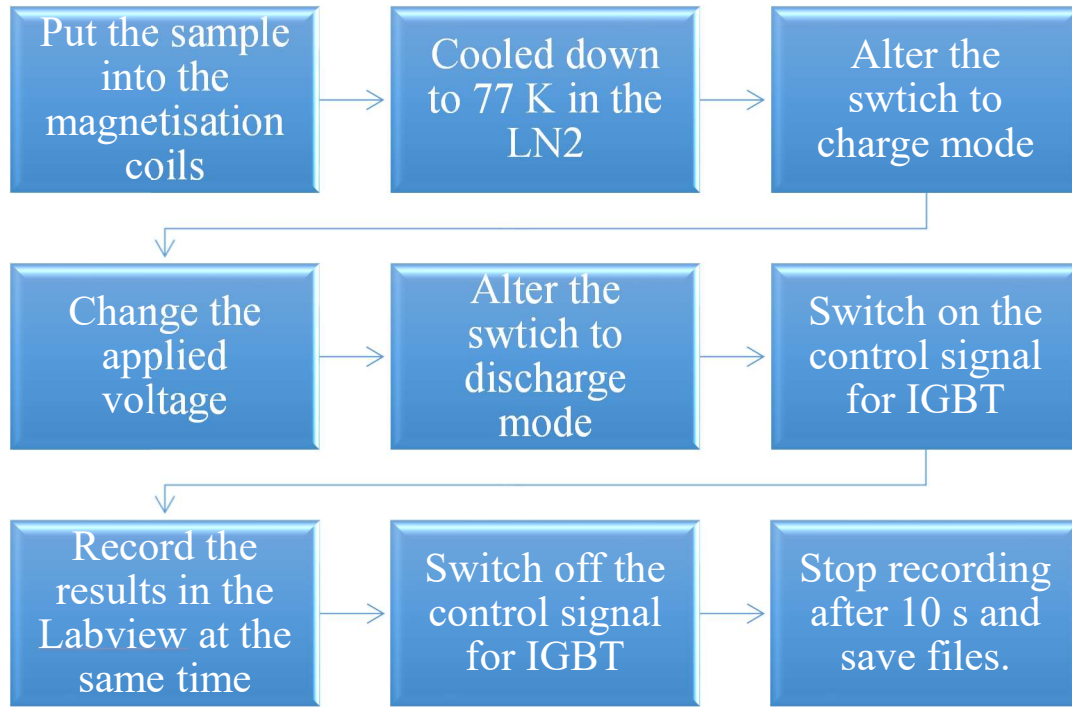 Put the sample
into the
magnetisation
coils
Cooled down
to 77 K in the
LN2
Alter the
swtich to
charge mode
Change the
applied
voltage
Alter the
swtich to
discharge
mode
Switch on the
control signal
for IGBT
Record the
results in the
Labview at the
same time
Switch off the
control signal
for IGBT
Stop recording
after 10 s and
save files.